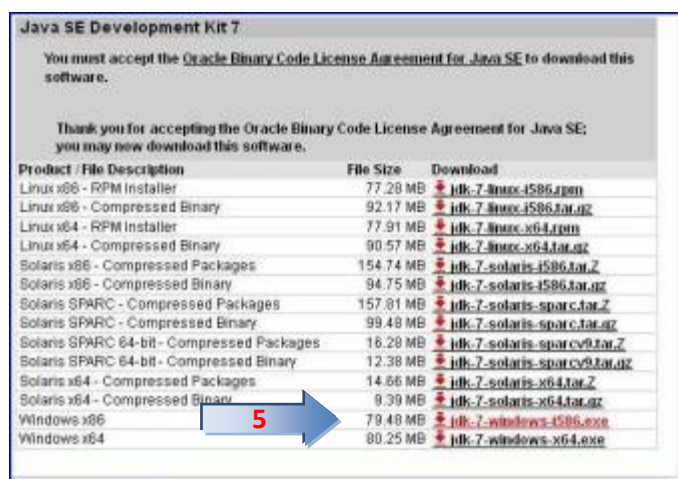 Java SE Development Kit 7
You must accept the Oracle Binary Code License Agreement for Java SE to download this
software.
Thank you for accepting the Oracle Binary Code License Agreement for Java SE;
you may now download this software.
Product / File Description File Size Download
Linux x86 - RPM Installer 77.28 MB jdk-7-linux-i586.rpm
Linux x86 - Compressed Binary 92.17 MB jdk-7-linux-i586.tar.gz
Linux x64 - RPM Installer 77.91 MB jdk-7-linux-x64.rpm
Linux x64 - Compressed Binary 90.57 MB jdk-7-linux-x64.tar.gz
Solaris x86 - Compressed Packages 154.74 MB jdk-7-solaris-i586.tar.Z
Solaris x86 - Compressed Binary 94.75 MB jdk-7-solaris-i586.tar.gz
Solaris SPARC - Compressed Packages 157.81 MB jdk-7-solaris-sparc.tar.Z
Solaris SPARC - Compressed Binary 99.48 MB jdk-7-solaris-sparc.tar.gz
Solaris SPARC 64-bit - Compressed Packages 16.28 MB jdk-7-solaris-sparcv9.tar.Z
Solaris SPARC 64-bit - Compressed Binary 12.38 MB jdk-7-solaris-sparcv9.tar.gz
Solaris x64 - Compressed Packages 14.66 MB jdk-7-solaris-x64.tar.Z
Solaris x64 - Compressed Binary 9.39 MB jdk-7-solaris-x64.tar.gz
Windows x86 5 79.48 MB jdk-7-windows-i586.exe
Windows x64 80.25 MB jdk-7-windows-x64.exe